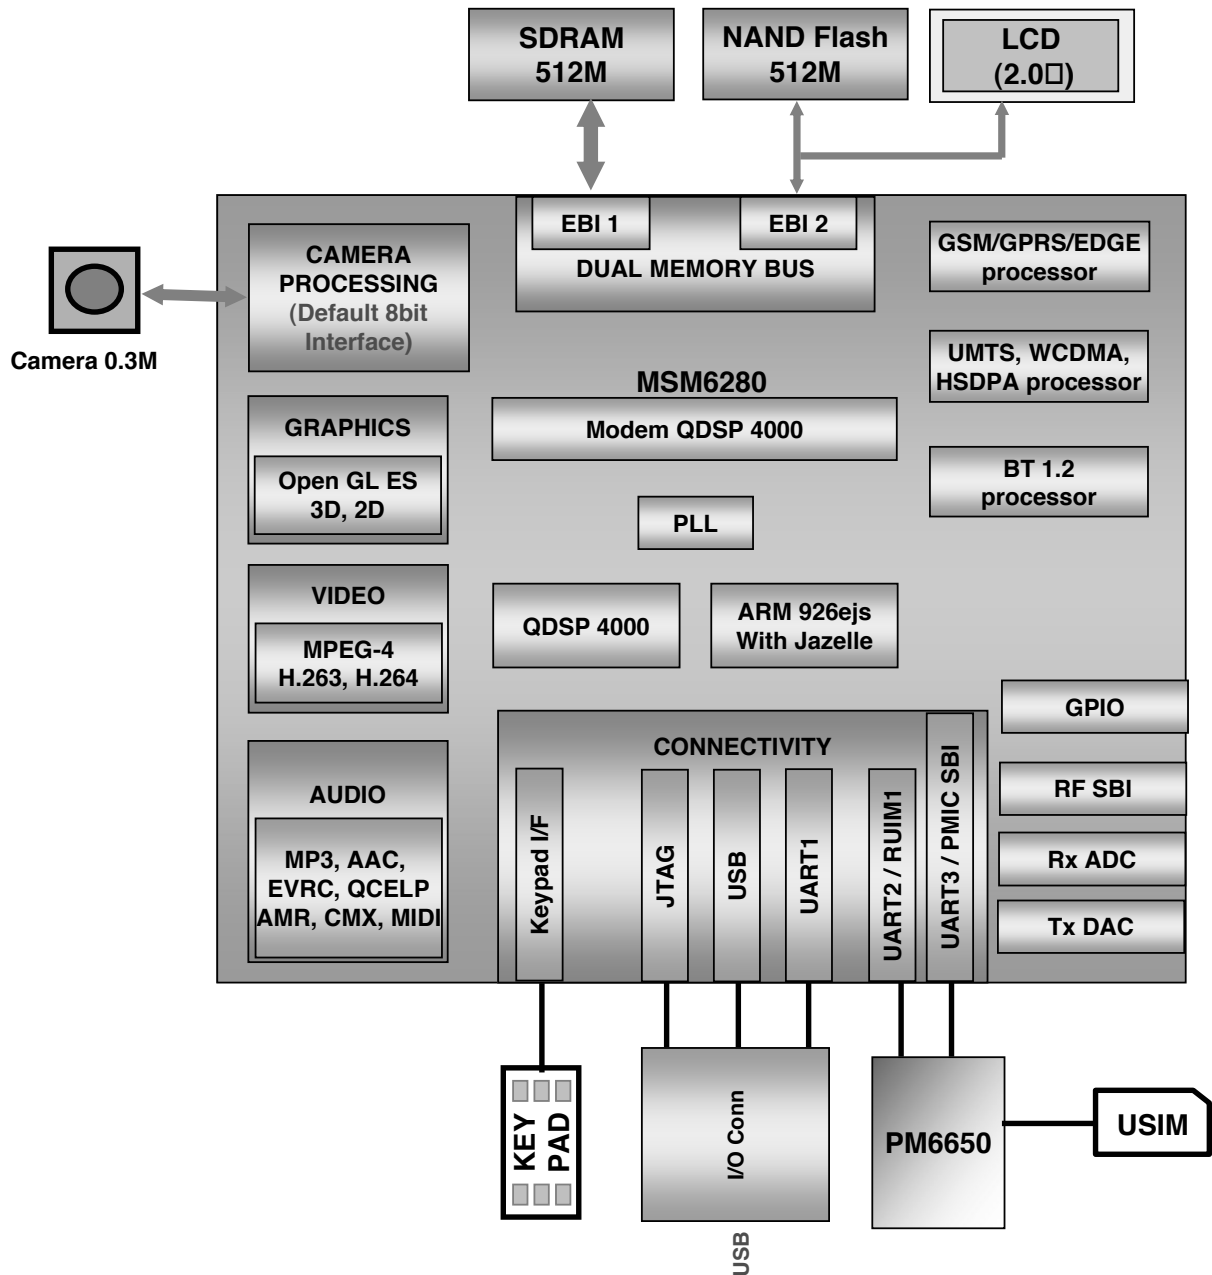 SDRAM
512M
NAND Flash
512M
LCD
(2.0□)
EBI 1
EBI 2
DUAL MEMORY BUS
CAMERA
PROCESSING
(Default 8bit
Interface)
Camera 0.3M
GSM/GPRS/EDGE
processor
UMTS, WCDMA,
HSDPA processor
BT 1.2
processor
MSM6280
Modem QDSP 4000
GRAPHICS
Open GL ES
3D, 2D
PLL
VIDEO
MPEG-4
H.263, H.264
QDSP 4000
ARM 926ejs
With Jazelle
AUDIO
MP3, AAC,
EVRC, QCELP
AMR, CMX, MIDI
CONNECTIVITY
Keypad I/F
JTAG
USB
UART1
UART2 / RUIM1
UART3 / PMIC SBI
GPIO
RF SBI
Rx ADC
Tx DAC
KEY
PAD
I/O Conn
USB
PM6650
USIM